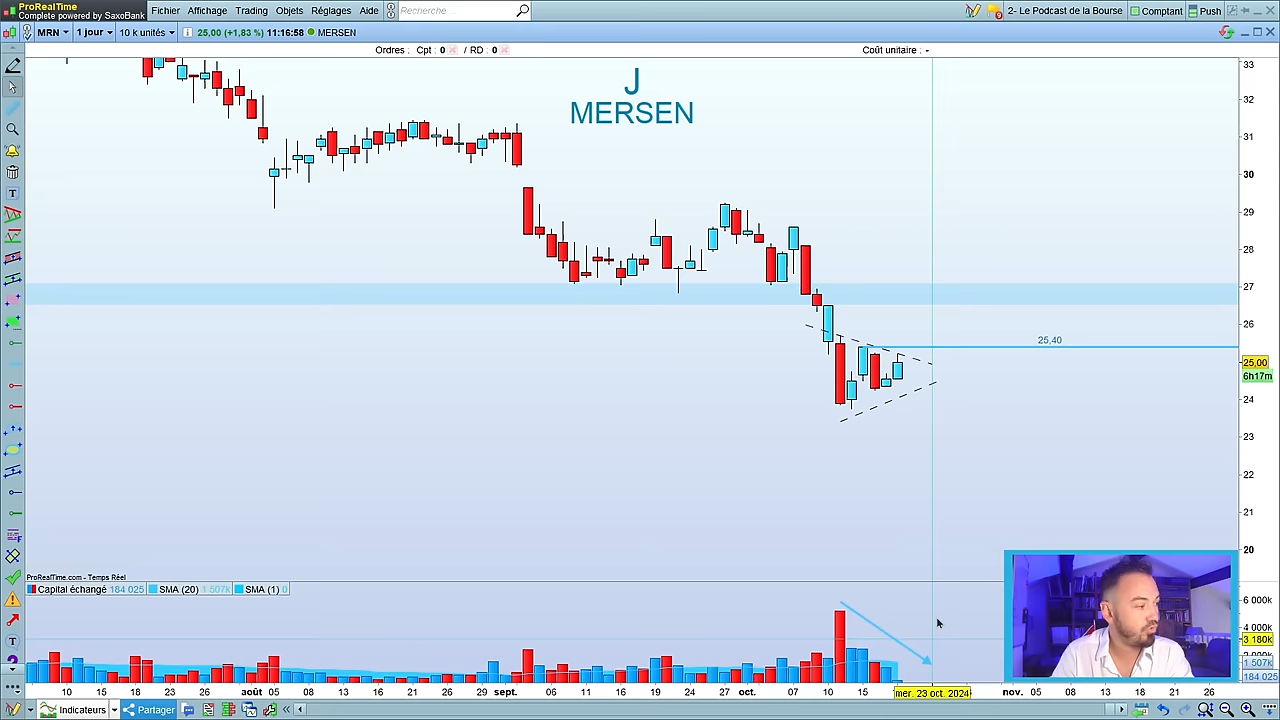 ProRealTime
Complete powered by SaxoBank
Fichier Affichage Trading Objets Réglages Aide
Recherche...
2- Le Podcast de la Bourse
Comptant
Push
MRN 1 jour 10 k unités 25,00 (+1,83 %) 11:16:58 MERSEN
Ordres : Cpt : 0 / RD : 0
Coût unitaire : -
J
MERSEN
33
32
31
30
29
28
27
26
25,40
25,00
6h17m
24
23
22
21
20
ProRealTime.com - Temps Réel
Capital échangé 184 025 SMA (20) 1 507k SMA (1) 0
6 000k
4 000k
3 180k
1 507k
184 025
10 15 18 23 26 août 05 08 13 16 21 26 29 sept. 06 11 16 19 24 27 oct. 07 10 15 mer. 23 oct. 2024 nov. 05 08 13 18 21 26
Indicateurs
Partager